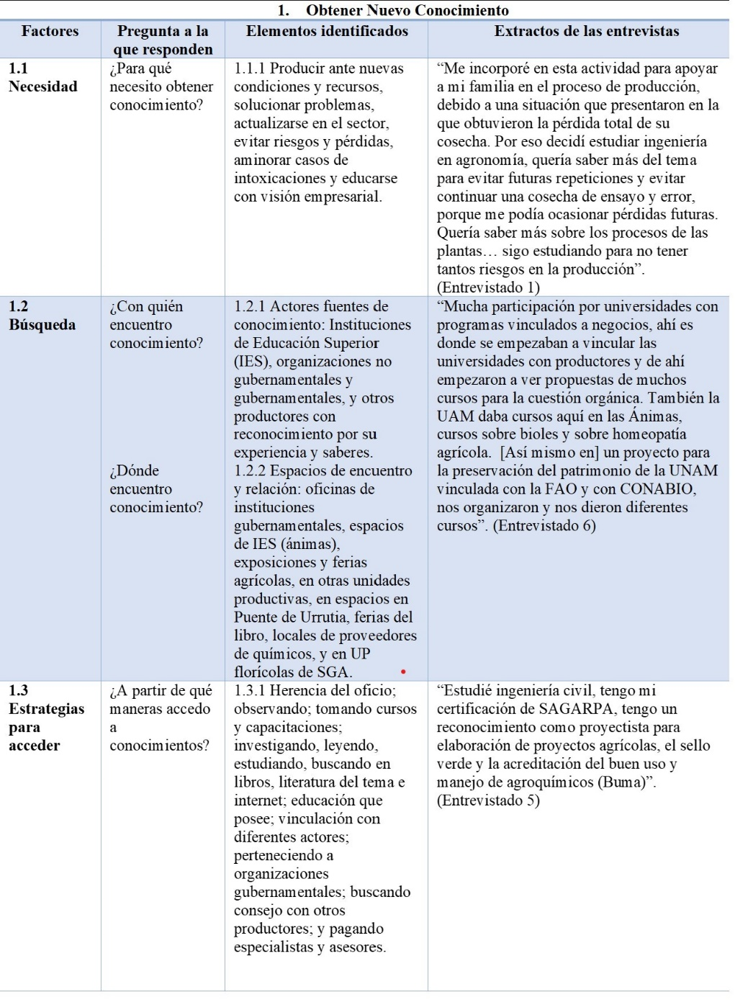 1. Obtener Nuevo Conocimiento
Factores
Pregunta a la
que responden
Elementos identificados
Extractos de las entrevistas
1.1
Necesidad
¿Para qué
necesito obtener
conocimiento?
1.1.1 Producir ante nuevas
condiciones y recursos,
solucionar problemas,
actualizarse en el sector,
evitar riesgos y pérdidas,
aminorar casos de
intoxicaciones y educarse
con visión empresarial.
“Me incorporé en esta actividad para apoyar
a mi familia en el proceso de producción,
debido a una situación que presentaron en la
que obtuvieron la pérdida total de su
cosecha. Por eso decidí estudiar ingeniería
en agronomía, quería saber más del tema
para evitar futuras repeticiones y evitar
continuar una cosecha de ensayo y error,
porque me podía ocasionar pérdidas futuras.
Quería saber más sobre los procesos de las
plantas… sigo estudiando para no tener
tantos riesgos en la producción”.
(Entrevistado 1)
1.2
Búsqueda
¿Con quién
encuentro
conocimiento?
1.2.1 Actores fuentes de
conocimiento: Instituciones
de Educación Superior
(IES), organizaciones no
gubernamentales y
gubernamentales, y otros
productores con
reconocimiento por su
experiencia y saberes.
¿Dónde
encuentro
conocimiento?
1.2.2 Espacios de encuentro
y relación: oficinas de
instituciones
gubernamentales, espacios
de IES (ánimas),
exposiciones y ferias
agrícolas, en otras unidades
productivas, en espacios en
Puente de Urrutia, ferias del
libro, locales de proveedores
de químicos, y en UP
florícolas de SGA.
“Mucha participación por universidades con
programas vinculados a negocios, ahí es
donde se empezaban a vincular las
universidades con productores y de ahí
empezaron a ver propuestas de muchos
cursos para la cuestión orgánica. También la
UAM daba cursos aquí en las Ánimas,
cursos sobre bioles y sobre homeopatía
agrícola. [Así mismo en] un proyecto para
la preservación del patrimonio de la UNAM
vinculada con la FAO y con CONABIO,
nos organizaron y nos dieron diferentes
cursos”. (Entrevistado 6)
1.3
Estrategias
para
acceder
¿A partir de qué
maneras accedo
a
conocimientos?
1.3.1 Herencia del oficio;
observando; tomando cursos
y capacitaciones;
investigando, leyendo,
estudiando, buscando en
libros, literatura del tema e
internet; educación que
posee; vinculación con
diferentes actores;
perteneciendo a
organizaciones
gubernamentales; buscando
consejo con otros
productores; y pagando
especialistas y asesores.
“Estudié ingeniería civil, tengo mi
certificación de SAGARPA, tengo un
reconocimiento como proyectista para
elaboración de proyectos agrícolas, el sello
verde y la acreditación del buen uso y
manejo de agroquímicos (Buma)”.
(Entrevistado 5)